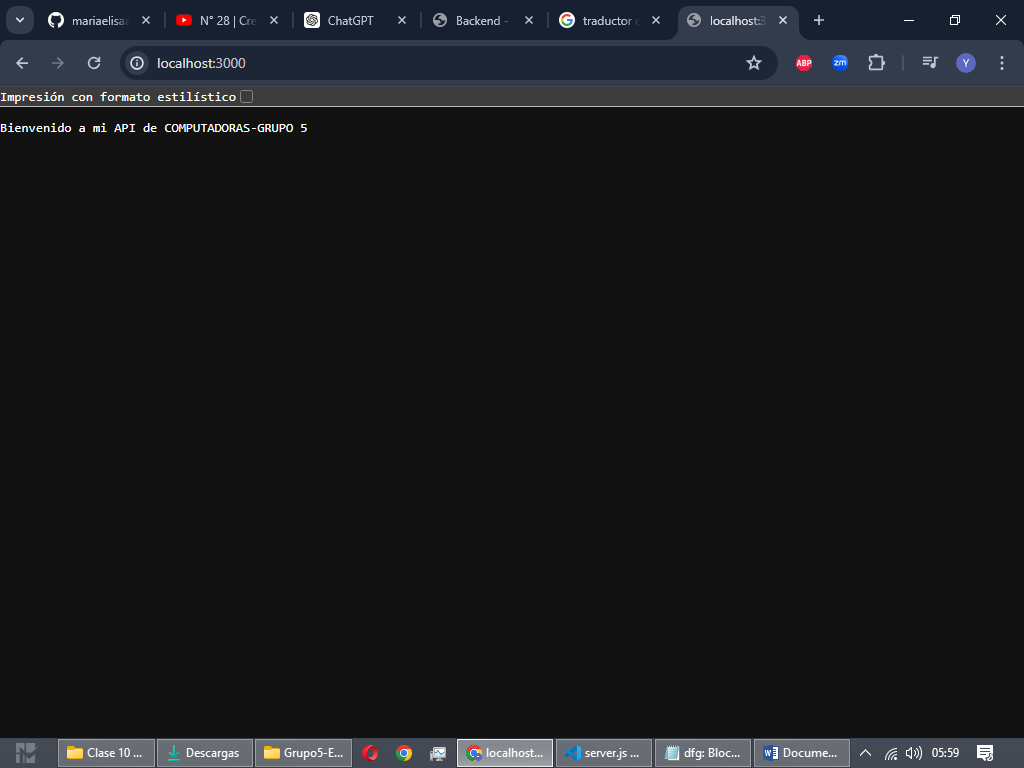 mariaelisaa
N° 28 | Cre
ChatGPT
Backend -
traductor c
localhost:3
localhost:3000
ABP
zm
Y
Impresión con formato estilístico
Bienvenido a mi API de COMPUTADORAS-GRUPO 5
Clase 10 ...
Descargas
Grupo5-E...
localhost...
server.js ...
dfg: Bloc...
Docume...
05:59